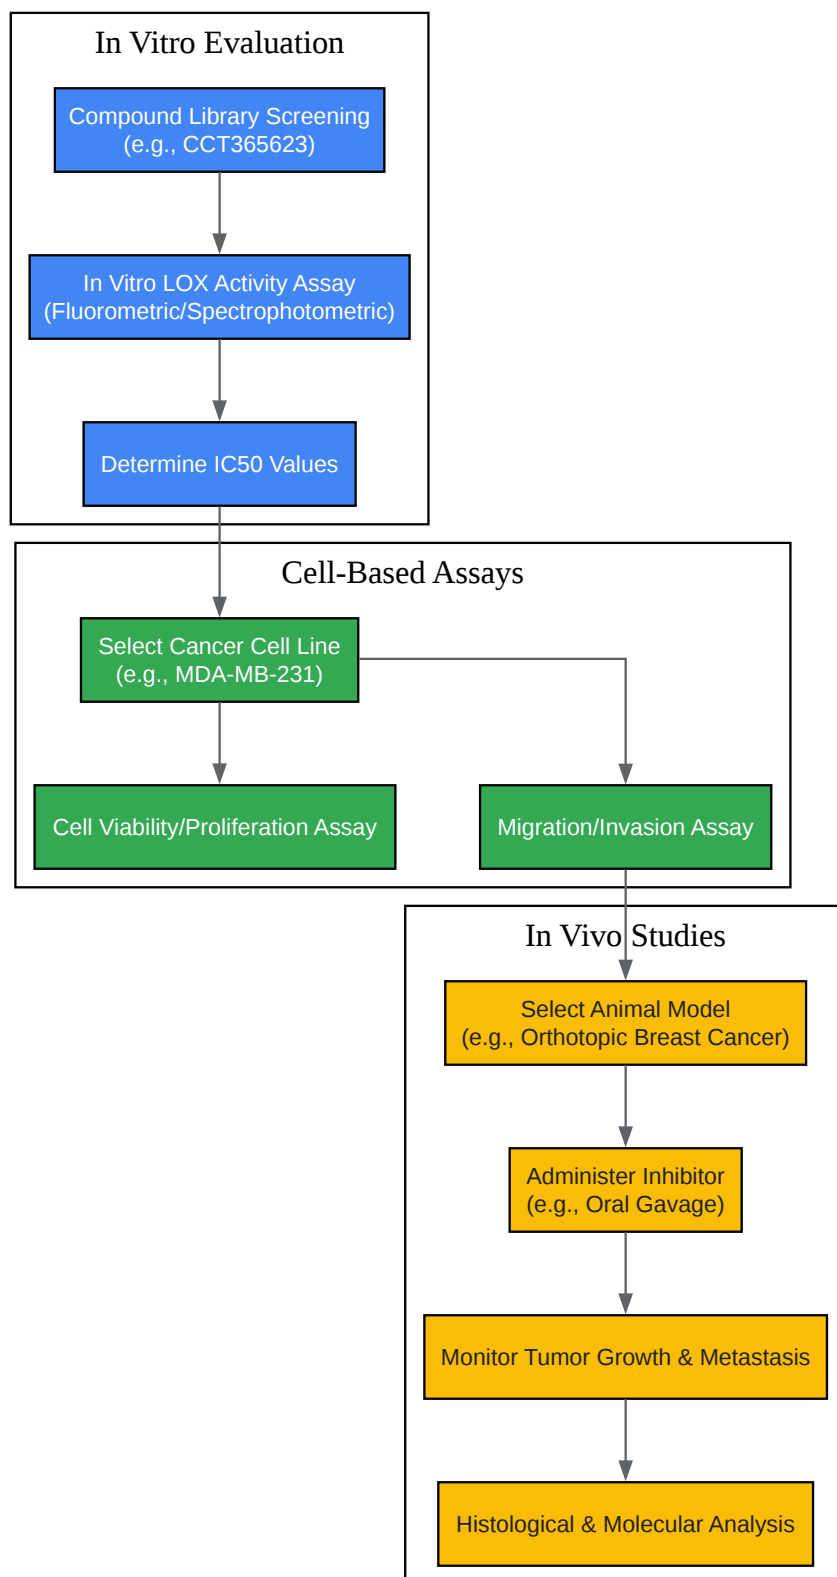 In Vitro Evaluation
Compound Library Screening
(e.g., CCT365623)
In Vitro LOX Activity Assay
(Fluorometric/Spectrophotometric)
Determine IC50 Values
Cell-Based Assays
Select Cancer Cell Line
(e.g., MDA-MB-231)
Cell Viability/Proliferation Assay
Migration/Invasion Assay
In Vivo Studies
Select Animal Model
(e.g., Orthotopic Breast Cancer)
Administer Inhibitor
(e.g., Oral Gavage)
Monitor Tumor Growth & Metastasis
Histological & Molecular Analysis